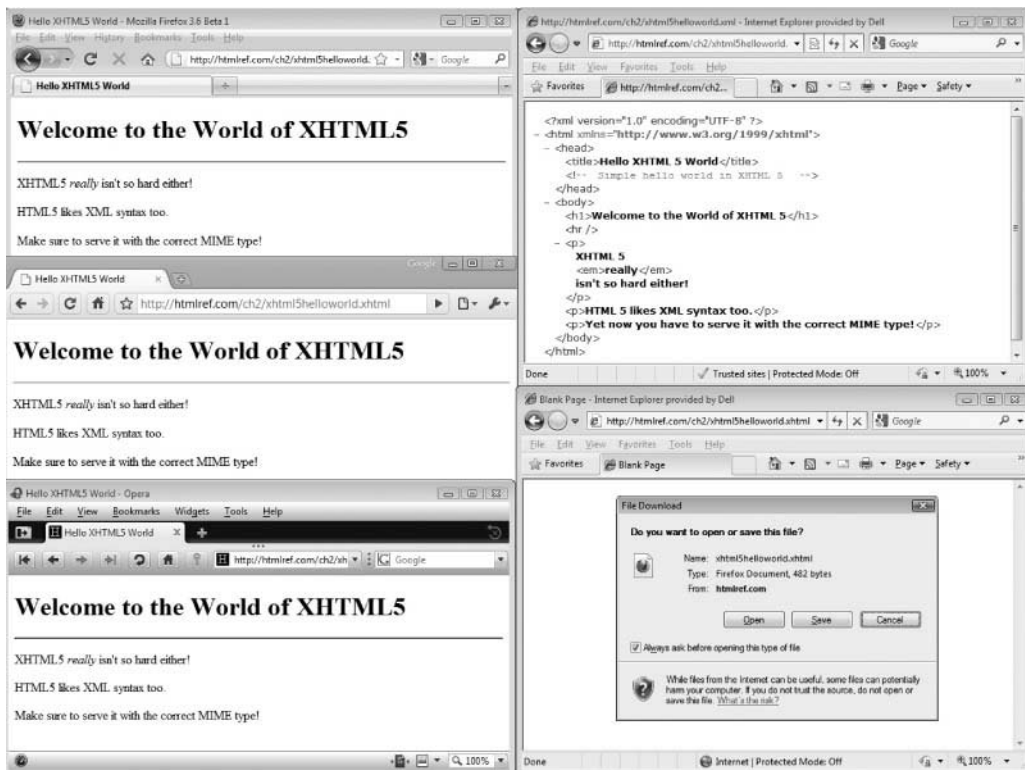 Hello XHTML5 World - Mozilla Firefox 3.6 Beta 1
File Edit View History Bookmarks Tools Help
http://htmlref.com/ch2/xhtml5helloworld.
Google
Hello XHTML5 World
Welcome to the World of XHTML5
XHTML5 really isn't so hard either!
HTML5 likes XML syntax too.
Make sure to serve it with the correct MIME type!
Google
Hello XHTML5 World
http://htmlref.com/ch2/xhtml5helloworld.xhtml
Welcome to the World of XHTML5
XHTML5 really isn't so hard either!
HTML5 likes XML syntax too.
Make sure to serve it with the correct MIME type!
Hello XHTML5 World - Opera
File Edit View Bookmarks Widgets Tools Help
Hello XHTML5 World
http://htmlref.com/ch2/xh
Google
Welcome to the World of XHTML5
XHTML5 really isn't so hard either!
HTML5 likes XML syntax too.
Make sure to serve it with the correct MIME type!
100%
http://htmlref.com/ch2/xhtml5helloworld.xml - Internet Explorer provided by Dell
http://htmlref.com/ch2/xhtml5helloworld.
Google
File Edit View Favorites Tools Help
Favorites
http://htmlref.com/ch2...
Page Safety
<?xml version="1.0" encoding="UTF-8" ?>
- <html xmlns="http://www.w3.org/1999/xhtml">
- <head>
<title>Hello XHTML 5 World</title>
<!-- Simple hello world in XHTML 5 -->
</head>
- <body>
<h1>Welcome to the World of XHTML 5</h1>
<hr />
- <p>
XHTML 5
<em>really</em>
isn't so hard either!
</p>
<p>HTML 5 likes XML syntax too.</p>
<p>Yet now you have to serve it with the correct MIME type!</p>
</body>
</html>
Done
Trusted sites | Protected Mode: Off
100%
Blank Page - Internet Explorer provided by Dell
http://htmlref.com/ch2/xhtml5helloworld.xhtml
Google
File Edit View Favorites Tools Help
Favorites
Blank Page
Page Safety
File Download
Do you want to open or save this file?
Name: xhtml5helloworld.xhtml
Type: Firefox Document, 482 bytes
From: htmlref.com
Open Save Cancel
Always ask before opening this type of file
While files from the Internet can be useful, some files can potentially
harm your computer. If you do not trust the source, do not open or
save this file. What's the risk?
Done
Internet | Protected Mode: Off
100%